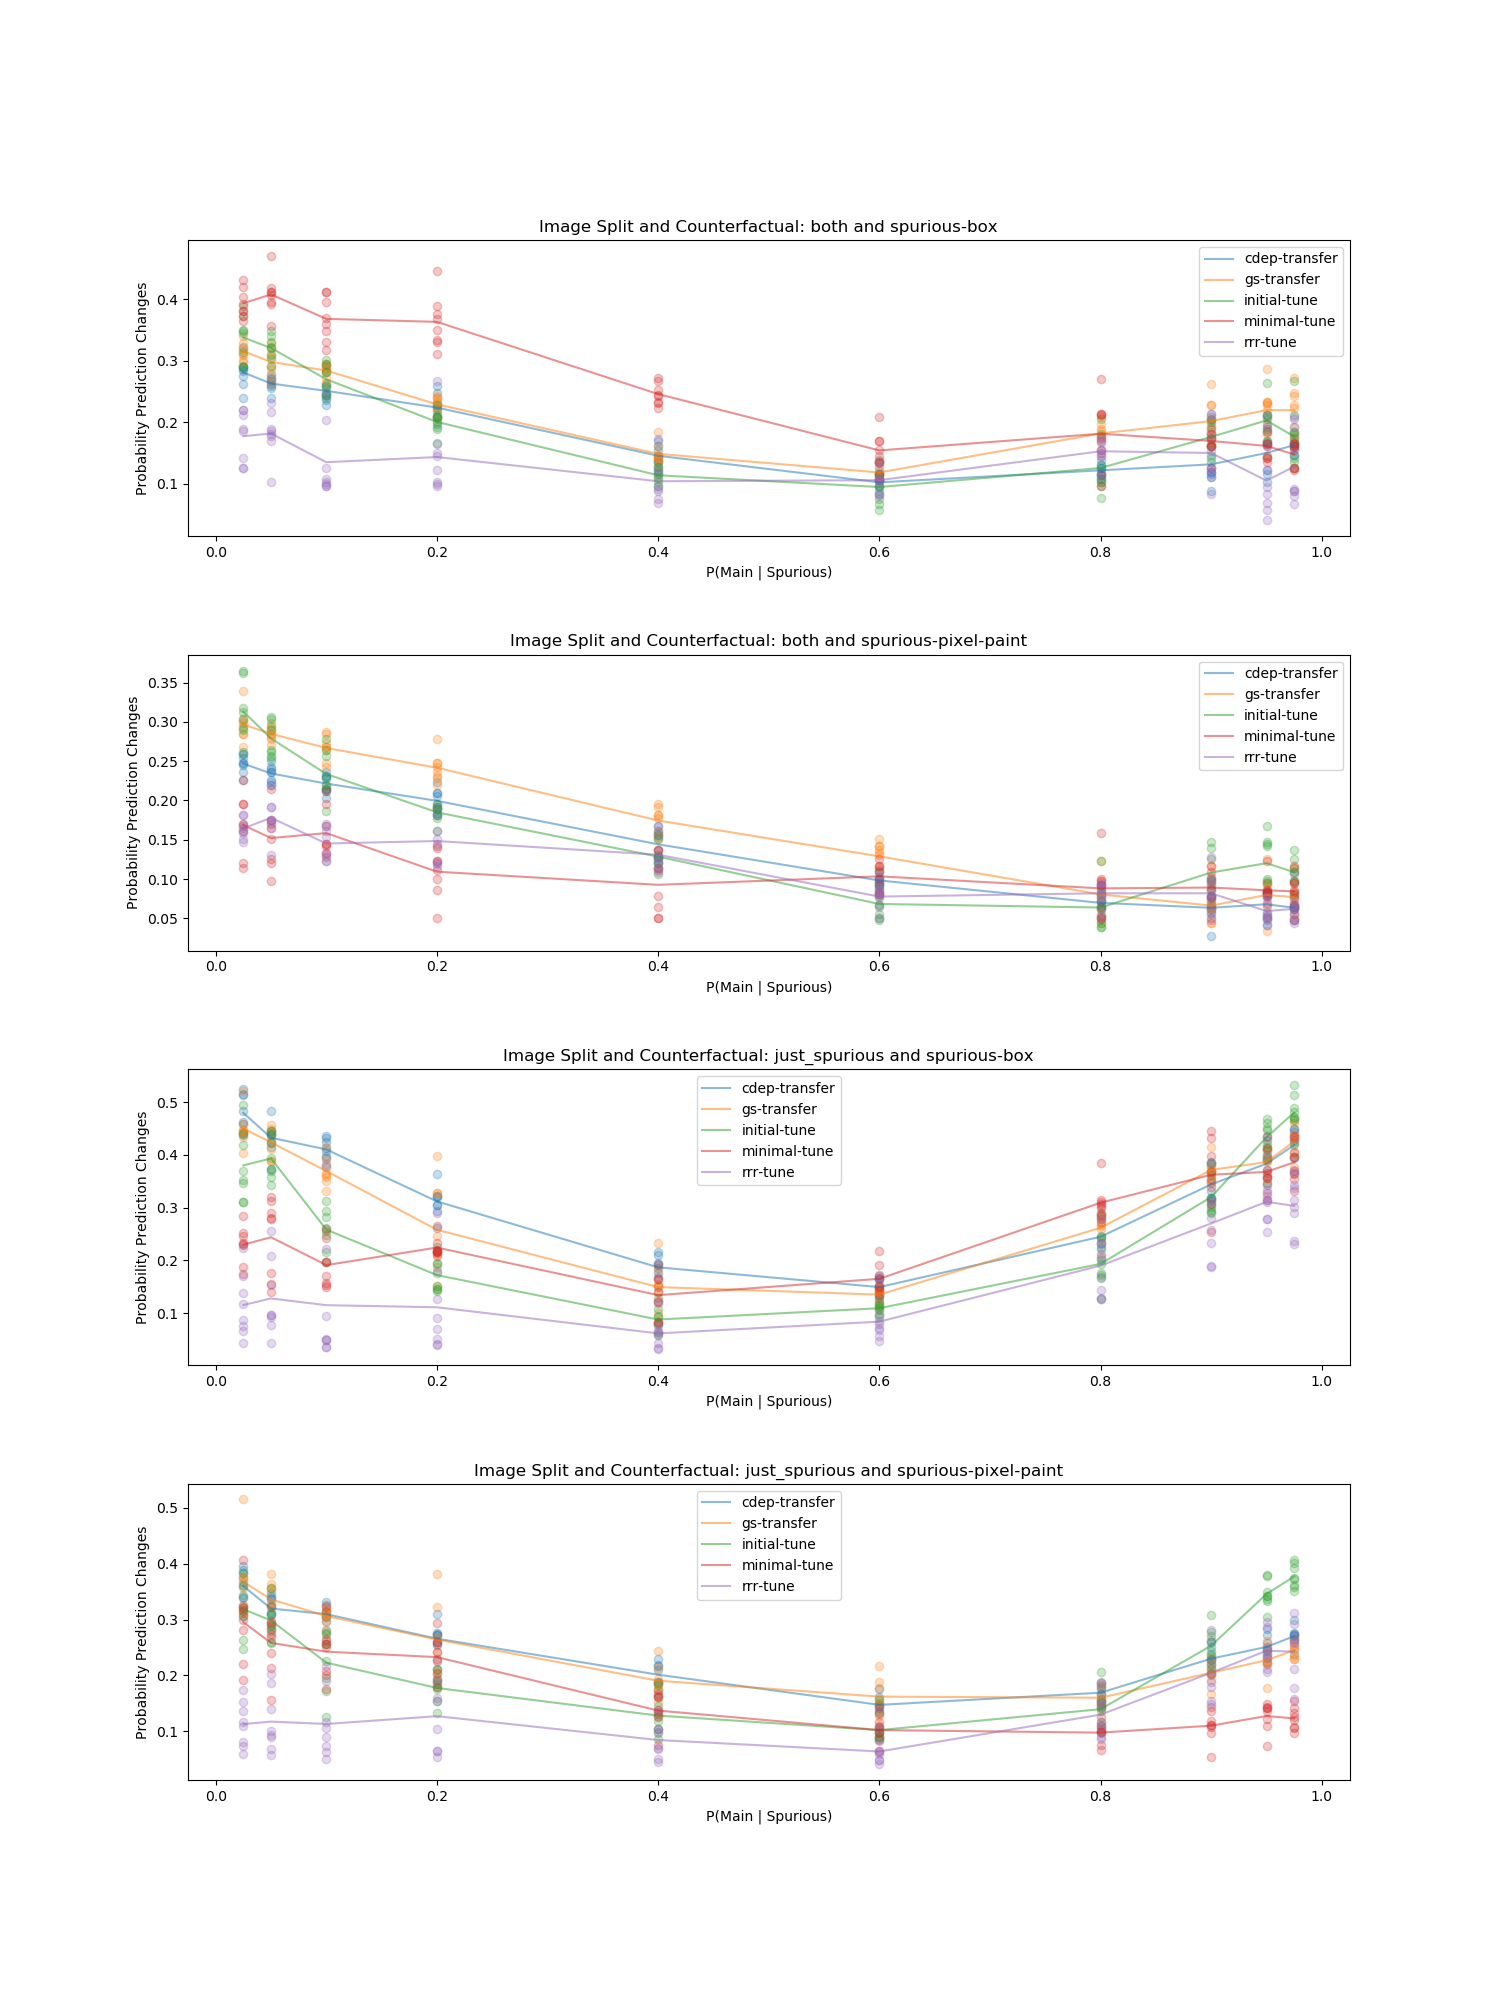 Image Split and Counterfactual: both and spurious-box
Probability Prediction Changes
0.4
0.3
0.2
0.1
cdep-transfer
gs-transfer
initial-tune
minimal-tune
rrr-tune
0.0 0.2 0.4 0.6 0.8 1.0
P(Main | Spurious)
Image Split and Counterfactual: both and spurious-pixel-paint
Probability Prediction Changes
0.35
0.30
0.25
0.20
0.15
0.10
0.05
cdep-transfer
gs-transfer
initial-tune
minimal-tune
rrr-tune
0.0 0.2 0.4 0.6 0.8 1.0
P(Main | Spurious)
Image Split and Counterfactual: just_spurious and spurious-box
Probability Prediction Changes
0.5
0.4
0.3
0.2
0.1
cdep-transfer
gs-transfer
initial-tune
minimal-tune
rrr-tune
0.0 0.2 0.4 0.6 0.8 1.0
P(Main | Spurious)
Image Split and Counterfactual: just_spurious and spurious-pixel-paint
Probability Prediction Changes
0.5
0.4
0.3
0.2
0.1
cdep-transfer
gs-transfer
initial-tune
minimal-tune
rrr-tune
0.0 0.2 0.4 0.6 0.8 1.0
P(Main | Spurious)